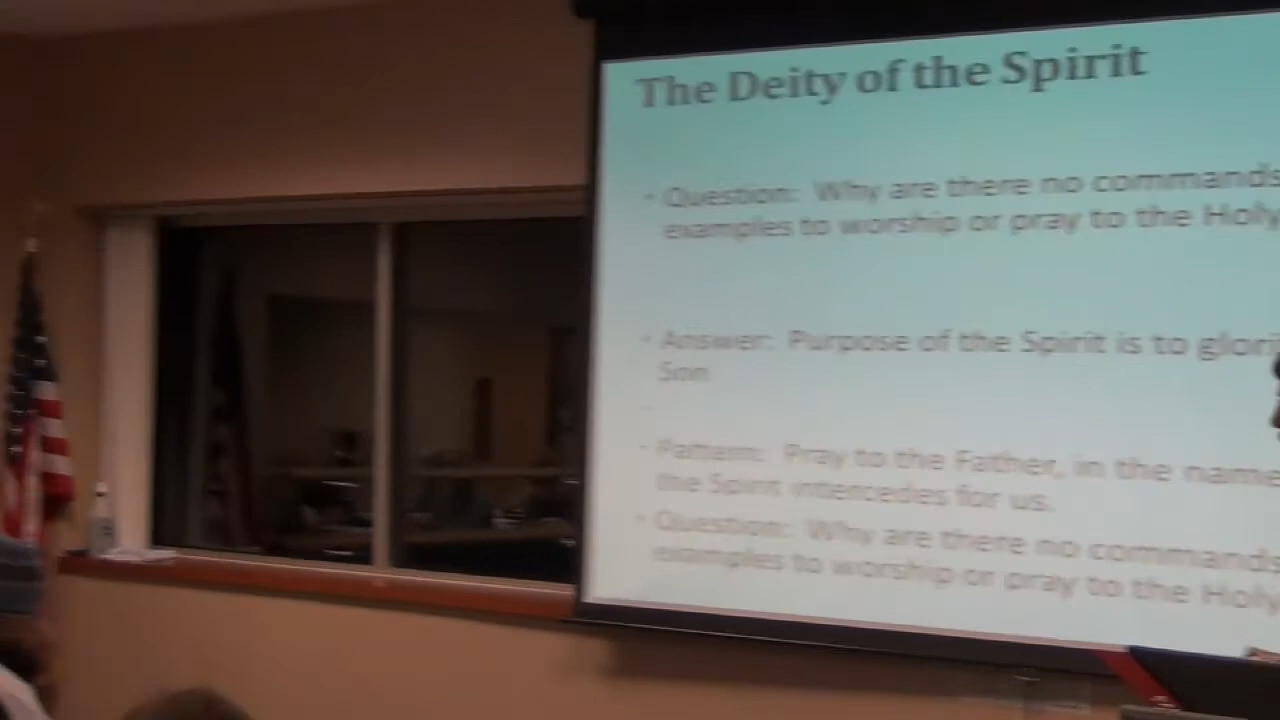 The Deity of the Spirit
• Question: Why are there no commands
examples to worship or pray to the Holy
• Answer: Purpose of the Spirit is to glori
Son
• Pattern: Pray to the Father, in the name
the Spirit intercedes for us.
• Question: Why are there no commands
examples to worship or pray to the Holy